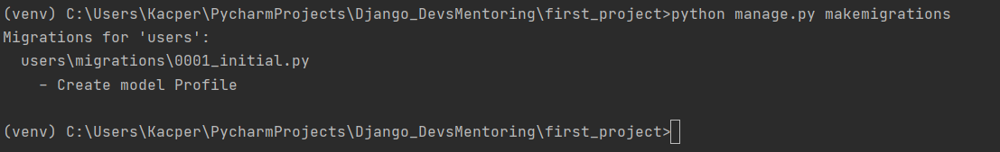 (venv) C:\Users\Kacper\PycharmProjects\Django_DevsMentoring\first_project>python manage.py makemigrations
Migrations for 'users':
  users\migrations\0001_initial.py
    - Create model Profile

(venv) C:\Users\Kacper\PycharmProjects\Django_DevsMentoring\first_project>